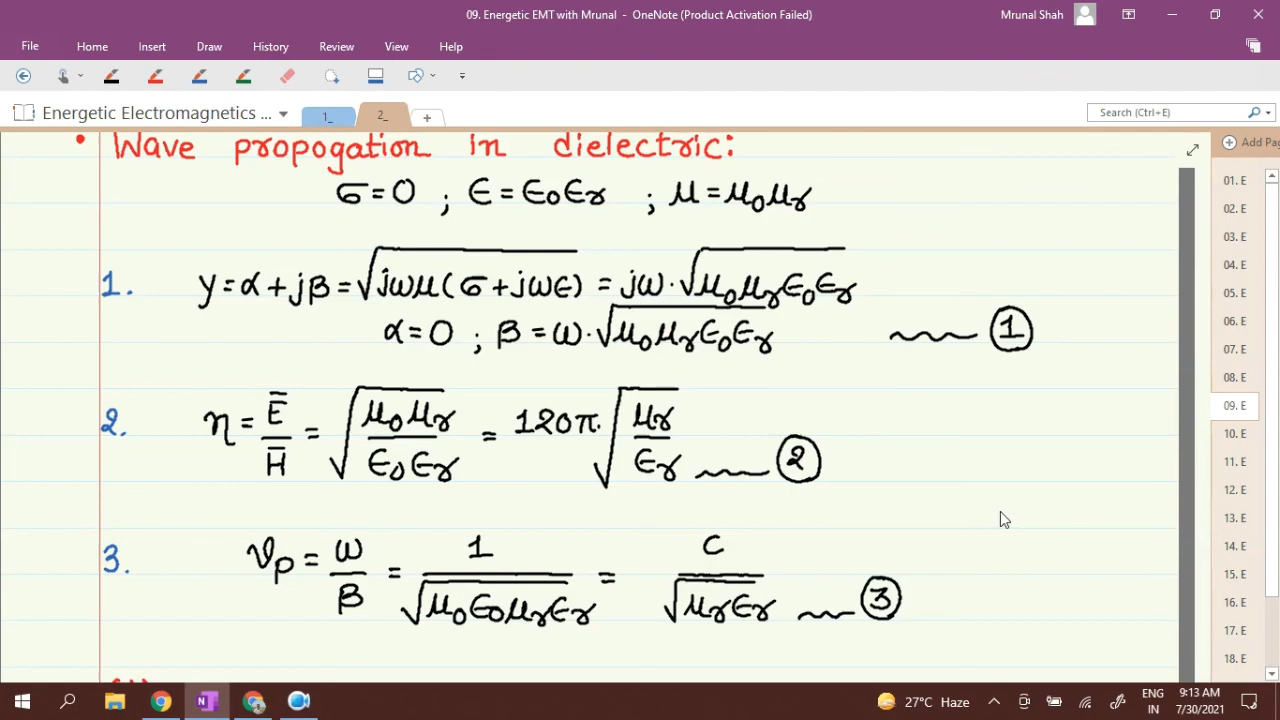 09. Energetic EMT with Mrunal - OneNote (Product Activation Failed)
Mrunal Shah
File Home Insert Draw History Review View Help
Energetic Electromagnetics ...
1_
2_
Search (Ctrl+E)
• Wave propogation in dielectric:
σ=0 ; ϵ=ϵ₀ϵᵣ ; μ=μ₀μᵣ
1. γ=α+jβ=√(jωμ(σ+jωϵ)) = jω·√(μ₀μᵣϵ₀ϵᵣ)
α=0 ; β=ω·√(μ₀μᵣϵ₀ϵᵣ) ①
2. η = E̅/H̅ = √(μ₀μᵣ/ϵ₀ϵᵣ) = 120π·√(μᵣ/ϵᵣ) ②
3. Vp = ω/β = 1/√(μ₀ϵ₀μᵣϵᵣ) = C/√(μᵣϵᵣ) ③
Add Pag
01. E
02. E
03. E
04. E
05. E
06. E
07. E
08. E
09. E
10. E
11. E
12. E
13. E
14. E
15. E
16. E
17. E
18. E
27°C Haze
ENG
IN
9:13 AM
7/30/2021